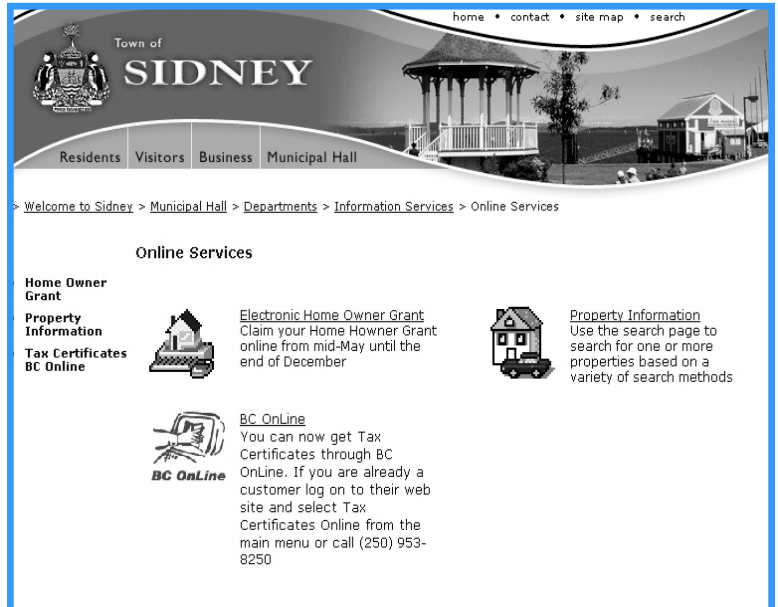 home • contact • site map • search
Town of
SIDNEY
Residents Visitors Business Municipal Hall
> Welcome to Sidney > Municipal Hall > Departments > Information Services > Online Services
Online Services
Home Owner
Grant
Property
Information
Tax Certificates
BC Online
Electronic Home Owner Grant
Claim your Home Howner Grant
online from mid-May until the
end of December
Property Information
Use the search page to
search for one or more
properties based on a
variety of search methods
BC OnLine
BC OnLine
You can now get Tax
Certificates through BC
OnLine. If you are already a
customer log on to their web
site and select Tax
Certificates Online from the
main menu or call (250) 953-
8250